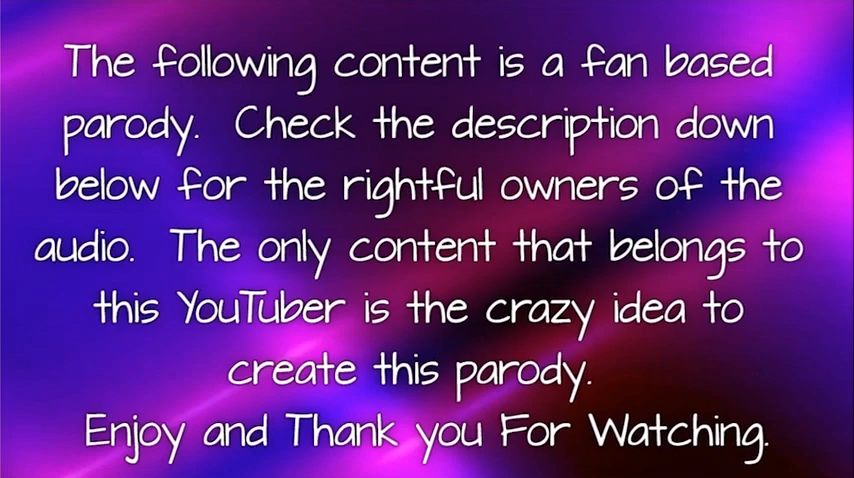 The following content is a fan based
parody. Check the description down
below for the rightful owners of the
audio. The only content that belongs to
this YouTuber is the crazy idea to
create this parody.
Enjoy and Thank you For Watching.